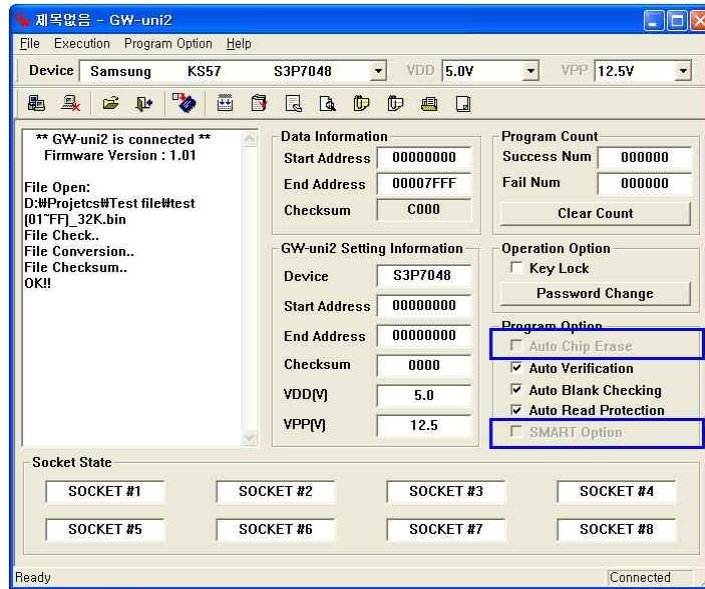 제목없음 - GW-uni2
File Execution Program Option Help
Device Samsung KS57 S3P7048 VDD 5.0V VPP 12.5V
** GW-uni2 is connected **
Firmware Version : 1.01
File Open:
D:₩Projetcs₩Test file₩test
(01~FF)_32K.bin
File Check..
File Conversion..
File Checksum..
OK!!
Data Information
Start Address 00000000
End Address 00007FFF
Checksum C000
GW-uni2 Setting Information
Device S3P7048
Start Address 00000000
End Address 00000000
Checksum 0000
VDD(V) 5.0
VPP(V) 12.5
Program Count
Success Num 000000
Fail Num 000000
Clear Count
Operation Option
Key Lock
Password Change
Program Option
Auto Chip Erase
Auto Verification
Auto Blank Checking
Auto Read Protection
SMART Option
Socket State
SOCKET #1 SOCKET #2 SOCKET #3 SOCKET #4
SOCKET #5 SOCKET #6 SOCKET #7 SOCKET #8
Ready Connected